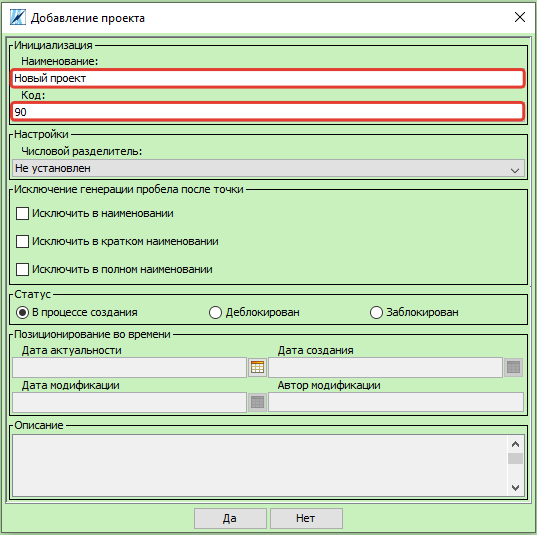 Добавление проекта
Инициализация
Наименование:
Новый проект
Код:
90
Настройки
Числовой разделитель:
Не установлен
Исключение генерации пробела после точки
Исключить в наименовании
Исключить в кратком наименовании
Исключить в полном наименовании
Статус
В процессе создания Деблокирован Заблокирован
Позиционирование во времени
Дата актуальности Дата создания
Дата модификации Автор модификации
Описание
Да Нет